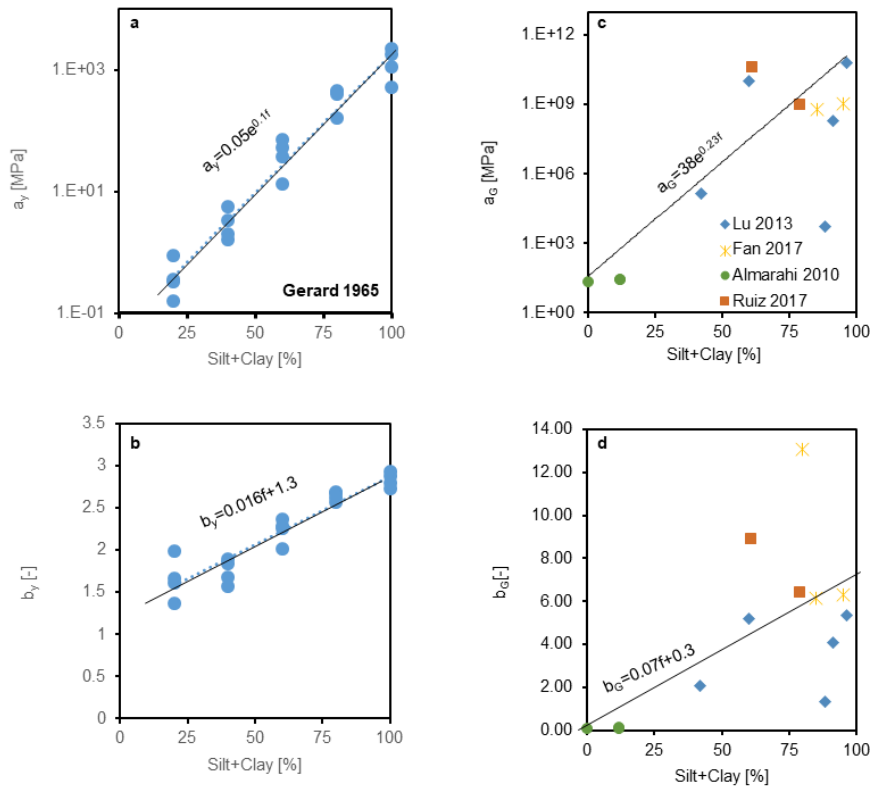 a
1.E+03
1.E+01
1.E-01
a_y [MPa]
a_y=0.05e^0.1f
Gerard 1965
0 25 50 75 100
Silt+Clay [%]
c
1.E+12
1.E+09
1.E+06
1.E+03
1.E+00
a_G [MPa]
a_G=38e^0.23f
Lu 2013
Fan 2017
Almarahi 2010
Ruiz 2017
0 25 50 75 100
Silt+Clay [%]
b
3.5
3
2.5
2
1.5
1
0.5
0
b_y [-]
b_y=0.016f+1.3
0 25 50 75 100
Silt+Clay [%]
d
14.00
12.00
10.00
8.00
6.00
4.00
2.00
0.00
b_G[-]
b_G=0.07f+0.3
0 25 50 75 100
Silt+Clay [%]